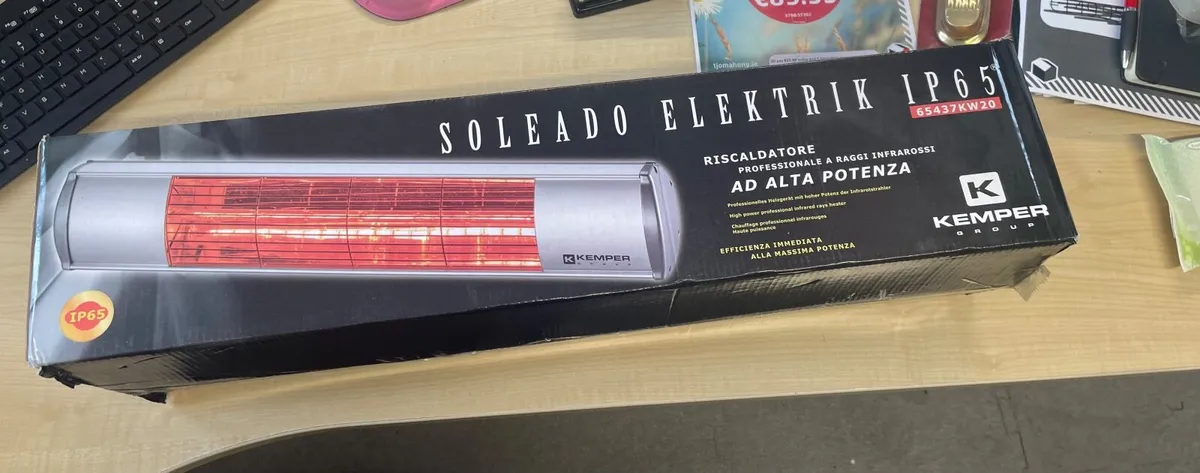 tjomahony.ie
SOLEADO ELEKTRIK IP65
65437KW20
RISCALDATORE
PROFESSIONALE A RAGGI INFRAROSSI
AD ALTA POTENZA
Professionelles Heizgerät mit hoher Potenz der Infrarotstrahler
High power professional infrared rays heater
Chauffage professionnel infrarouges
Haute puissance
EFFICIENZA IMMEDIATA
ALLA MASSIMA POTENZA
K
KEMPER
GROUP
K KEMPER
IP65